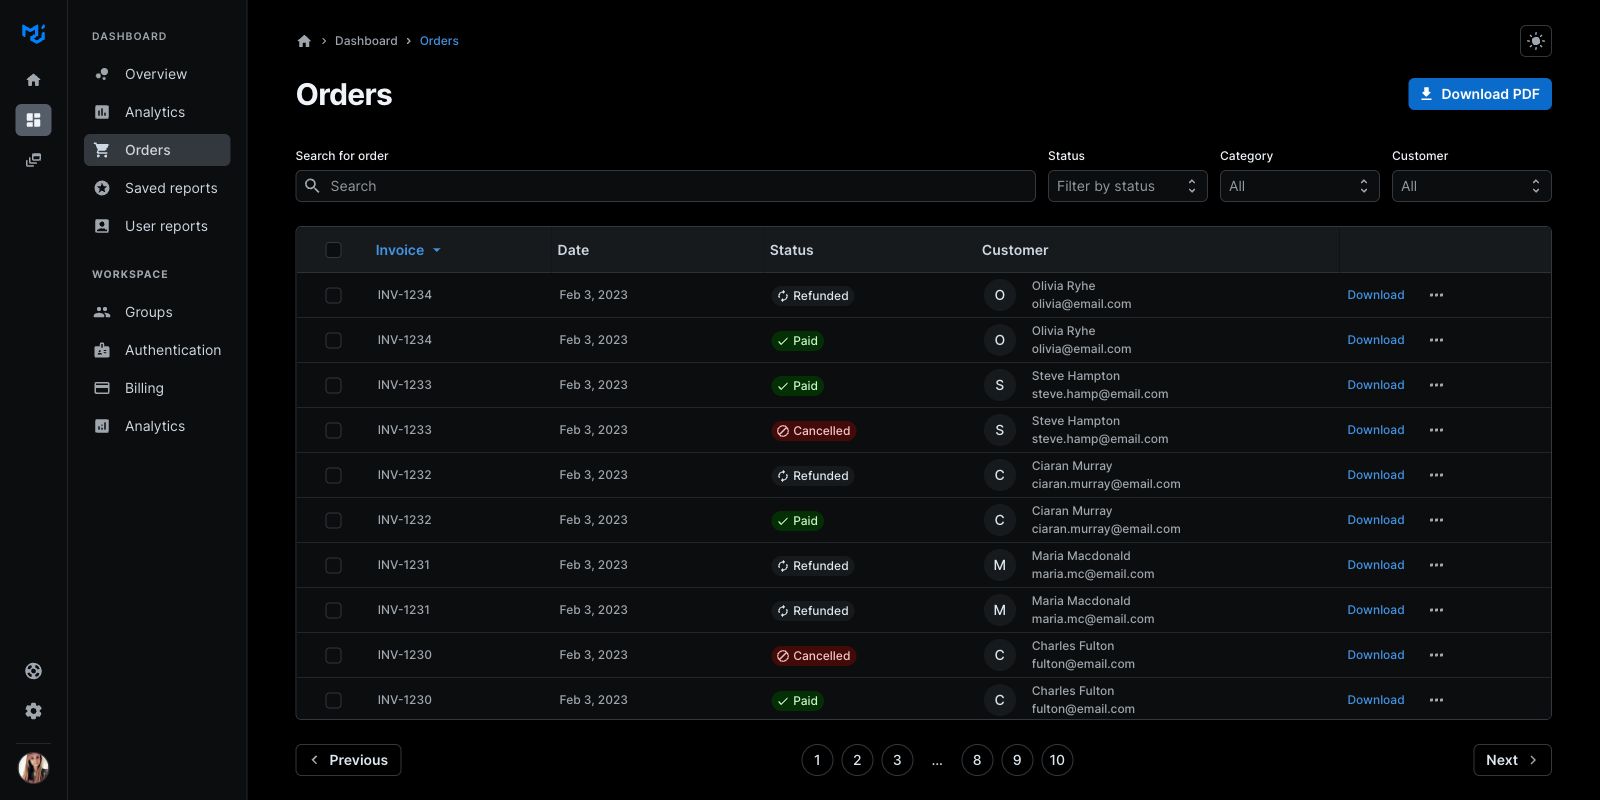 DASHBOARD
Overview
Analytics
Orders
Saved reports
User reports
WORKSPACE
Groups
Authentication
Billing
Analytics
Dashboard Orders
Orders
Download PDF
Search for order
Search
Status
Filter by status
Category
All
Customer
All
Invoice Date Status Customer
INV-1234 Feb 3, 2023 Refunded O Olivia Ryhe Download
olivia@email.com
INV-1234 Feb 3, 2023 Paid O Olivia Ryhe Download
olivia@email.com
INV-1233 Feb 3, 2023 Paid S Steve Hampton Download
steve.hamp@email.com
INV-1233 Feb 3, 2023 Cancelled S Steve Hampton Download
steve.hamp@email.com
INV-1232 Feb 3, 2023 Refunded C Ciaran Murray Download
ciaran.murray@email.com
INV-1232 Feb 3, 2023 Paid C Ciaran Murray Download
ciaran.murray@email.com
INV-1231 Feb 3, 2023 Refunded M Maria Macdonald Download
maria.mc@email.com
INV-1231 Feb 3, 2023 Refunded M Maria Macdonald Download
maria.mc@email.com
INV-1230 Feb 3, 2023 Cancelled C Charles Fulton Download
fulton@email.com
INV-1230 Feb 3, 2023 Paid C Charles Fulton Download
fulton@email.com
Previous 1 2 3 … 8 9 10 Next